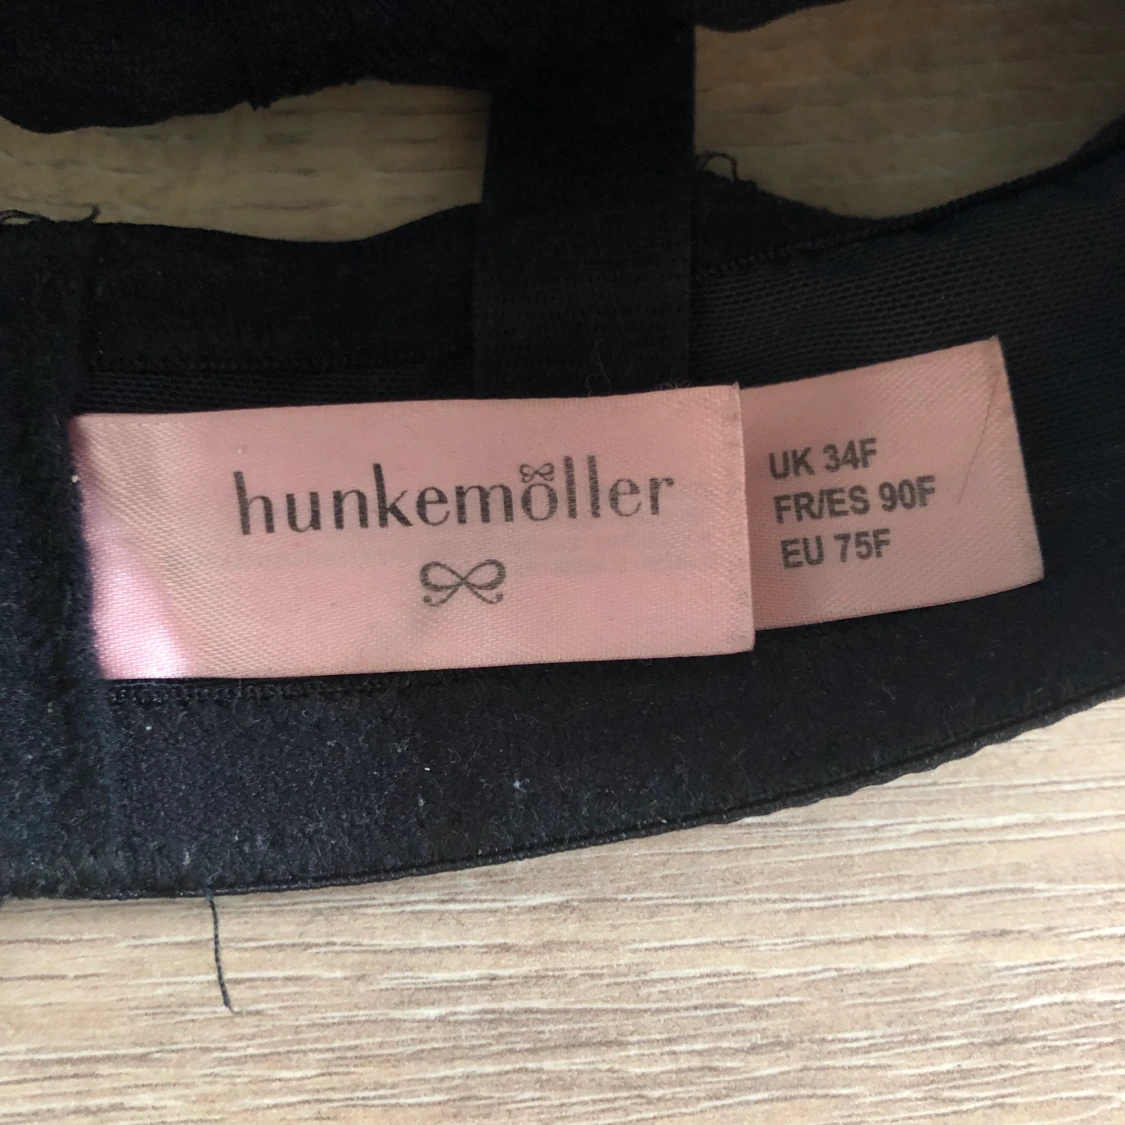 hunkemöller
UK 34F
FR/ES 90F
EU 75F